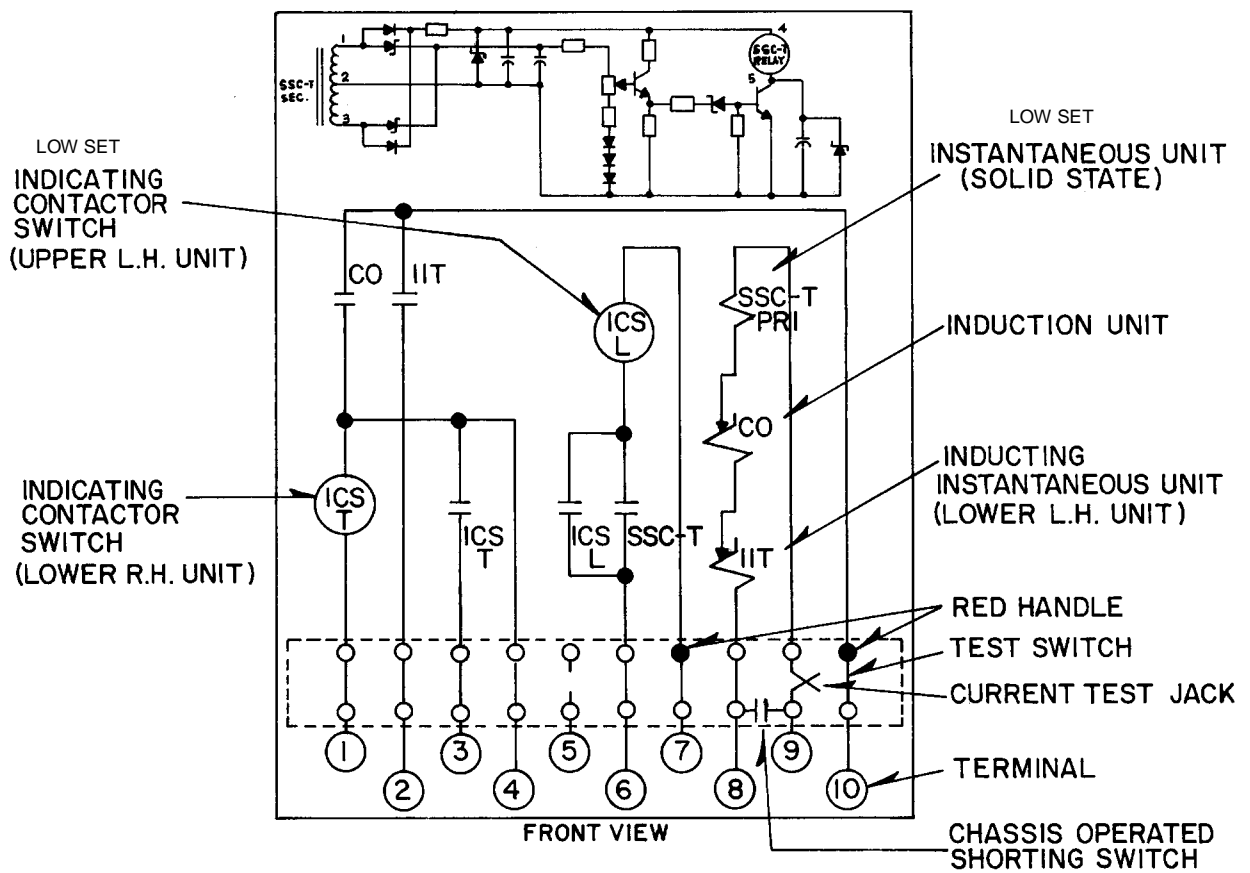 4
SSC-T
RELAY
1
2
3
SSC-T
SEC.
5
LOW SET
INDICATING
CONTACTOR
SWITCH
(UPPER L.H. UNIT)
LOW SET
INSTANTANEOUS UNIT
(SOLID STATE)
CO
IIT
ICS
L
SSC-T
PRI
INDUCTION UNIT
CO
INDICATING
CONTACTOR
SWITCH
(LOWER R.H. UNIT)
ICS
T
ICS
T
ICS
L
SSC-T
IIT
INDUCTING
INSTANTANEOUS UNIT
(LOWER L.H. UNIT)
RED HANDLE
TEST SWITCH
CURRENT TEST JACK
1 2 3 4 5 6 7 8 9 10
TERMINAL
FRONT VIEW
CHASSIS OPERATED
SHORTING SWITCH